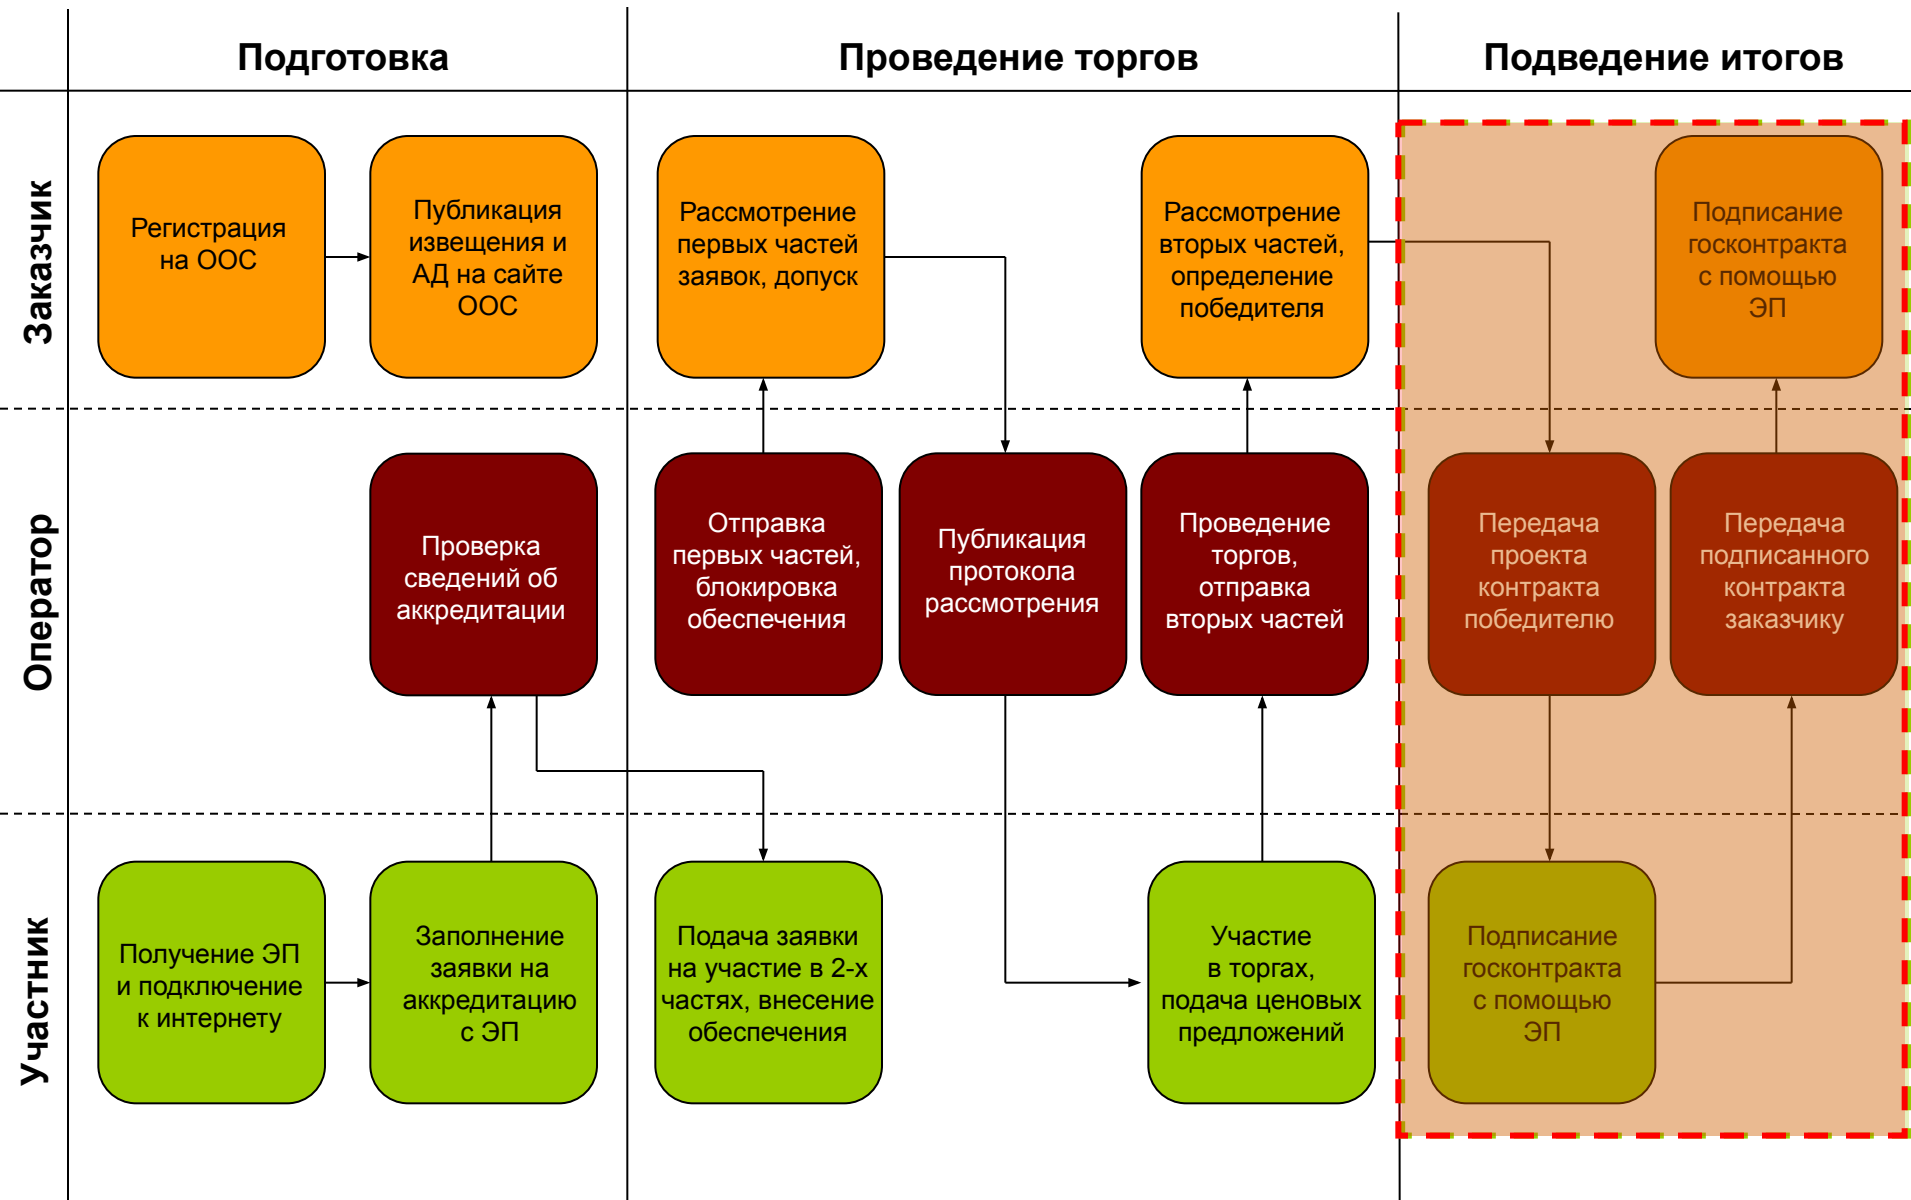 Подготовка
Проведение торгов
Подведение итогов
Заказчик
Регистрация
на ООС
Публикация
извещения и
АД на сайте
ООС
Рассмотрение
первых частей
заявок, допуск
Рассмотрение
вторых частей,
определение
победителя
Подписание
госконтракта
с помощью
ЭП
Оператор
Проверка
сведений об
аккредитации
Отправка
первых частей,
блокировка
обеспечения
Публикация
протокола
рассмотрения
Проведение
торгов,
отправка
вторых частей
Передача
проекта
контракта
победителю
Передача
подписанного
контракта
заказчику
Участник
Получение ЭП
и подключение
к интернету
Заполнение
заявки на
аккредитацию
с ЭП
Подача заявки
на участие в 2-х
частях, внесение
обеспечения
Участие
в торгах,
подача ценовых
предложений
Подписание
госконтракта
с помощью
ЭП